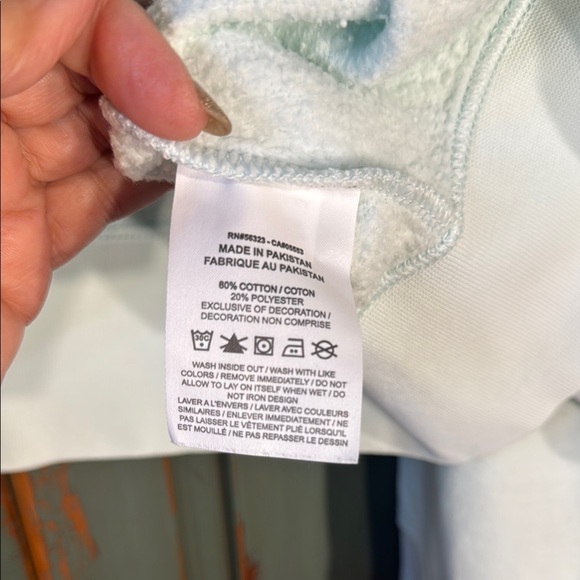 RN#56323 - CA#05553
MADE IN PAKISTAN
FABRIQUE AU PAKISTAN
80% COTTON / COTON
20% POLYESTER
EXCLUSIVE OF DECORATION /
DECORATION NON COMPRISE
30C
WASH INSIDE OUT / WASH WITH LIKE
COLORS / REMOVE IMMEDIATELY / DO NOT
ALLOW TO LAY ON ITSELF WHEN WET / DO
NOT IRON DESIGN
LAVER A L'ENVERS / LAVER AVEC COULEURS
SIMILAIRES / ENLEVER IMMEDIATEMENT / NE
PAS LAISSER LE VÊTEMENT PLIÉ LORSQU'IL
EST MOUILLÉ / NE PAS REPASSER LE DESSIN